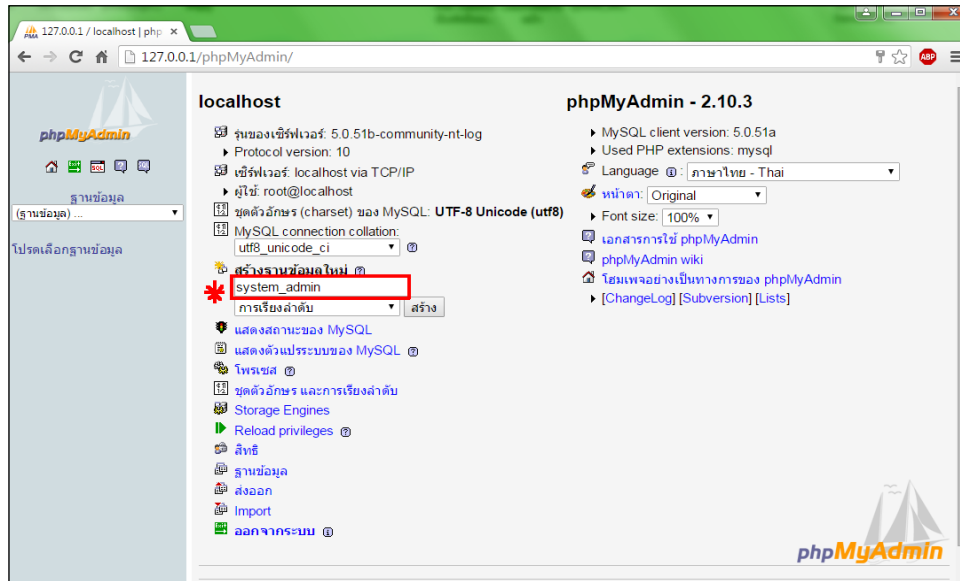 127.0.0.1 / localhost | php
127.0.0.1/phpMyAdmin/
ABP
phpMyAdmin
SQL
ฐานข้อมูล
(ฐานข้อมูล) ...
โปรดเลือกฐานข้อมูล
localhost
รุ่นของเซิร์ฟเวอร์: 5.0.51b-community-nt-log
Protocol version: 10
เซิร์ฟเวอร์: localhost via TCP/IP
ผู้ใช้: root@localhost
ชุดตัวอักษร (charset) ของ MySQL: UTF-8 Unicode (utf8)
MySQL connection collation:
utf8_unicode_ci
สร้างฐานข้อมูลใหม่
* system_admin
การเรียงลำดับ สร้าง
แสดงสถานะของ MySQL
แสดงตัวแปรระบบของ MySQL
โพรเซส
ชุดตัวอักษร และการเรียงลำดับ
Storage Engines
Reload privileges
สิทธิ
ฐานข้อมูล
ส่งออก
Import
ออกจากระบบ
phpMyAdmin - 2.10.3
MySQL client version: 5.0.51a
Used PHP extensions: mysql
Language : ภาษาไทย - Thai
หน้าตา: Original
Font size: 100%
เอกสารการใช้ phpMyAdmin
phpMyAdmin wiki
โฮมเพจอย่างเป็นทางการของ phpMyAdmin
[ChangeLog] [Subversion] [Lists]
phpMyAdmin